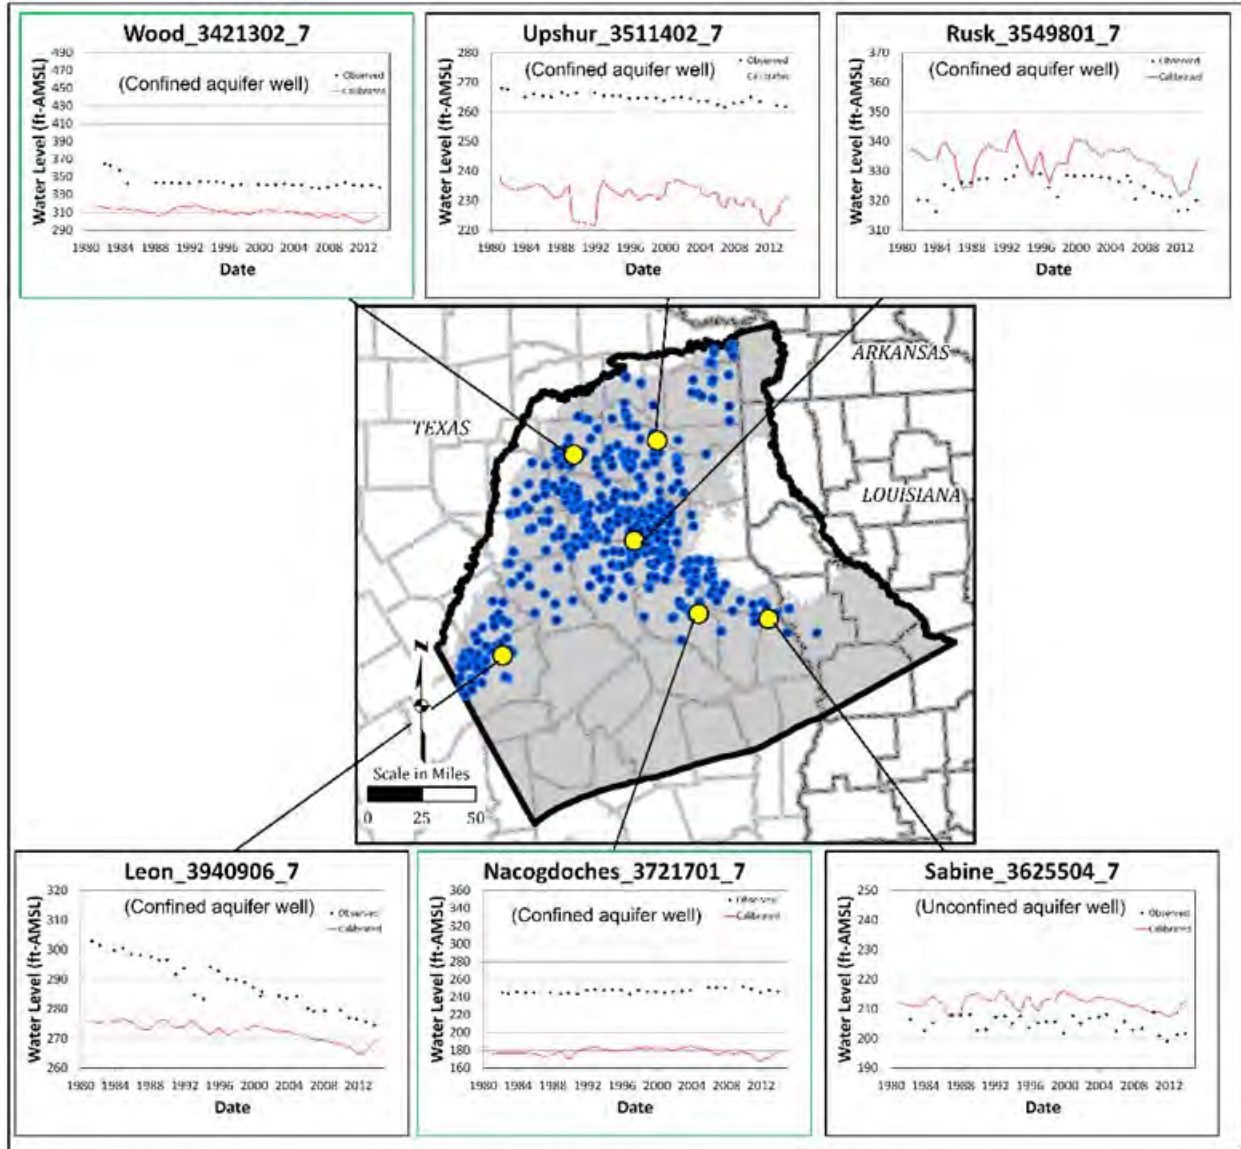 Wood_3421302_7
(Confined aquifer well)
Observed
Calibrated
Water Level (ft-AMSL)
490
470
450
430
410
390
370
350
330
310
290
1980 1984 1988 1992 1996 2000 2004 2008 2012
Date
Upshur_3511402_7
(Confined aquifer well)
Observed
Calibrated
Water Level (ft-AMSL)
280
270
260
250
240
230
220
1980 1984 1988 1992 1996 2000 2004 2008 2012
Date
Rusk_3549801_7
(Confined aquifer well)
Observed
Calibrated
Water Level (ft-AMSL)
370
360
350
340
330
320
310
1980 1984 1988 1992 1996 2000 2004 2008 2012
Date
ARKANSAS
TEXAS
LOUISIANA
N
Scale in Miles
0 25 50
Leon_3940906_7
(Confined aquifer well)
Observed
Calibrated
Water Level (ft-AMSL)
320
310
300
290
280
270
260
1980 1984 1988 1992 1996 2000 2004 2008 2012
Date
Nacogdoches_3721701_7
(Confined aquifer well)
Observed
Calibrated
Water Level (ft-AMSL)
360
340
320
300
280
260
240
220
200
180
160
1980 1984 1988 1992 1996 2000 2004 2008 2012
Date
Sabine_3625504_7
(Unconfined aquifer well)
Observed
Calibrated
Water Level (ft-AMSL)
250
240
230
220
210
200
190
1980 1984 1988 1992 1996 2000 2004 2008 2012
Date